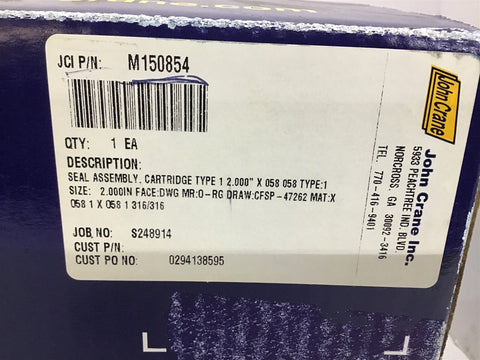 crane.com
JCI P/N: M150854
QTY: 1 EA
DESCRIPTION:
SEAL ASSEMBLY, CARTRIDGE TYPE 1 2.000" X 058 058 TYPE:1
SIZE: 2.000IN FACE:DWG MR:O-RG DRAW:CFSP-47262 MAT:X
058 1 X 058 1 316/316
JOB NO: S248914
CUST P/N:
CUST PO NO: 0294138595
John Crane
John Crane Inc.
5933 PEACHTREE IND. BLVD.
NORCROSS, GA 30092-3416
TEL. 770-416-9401